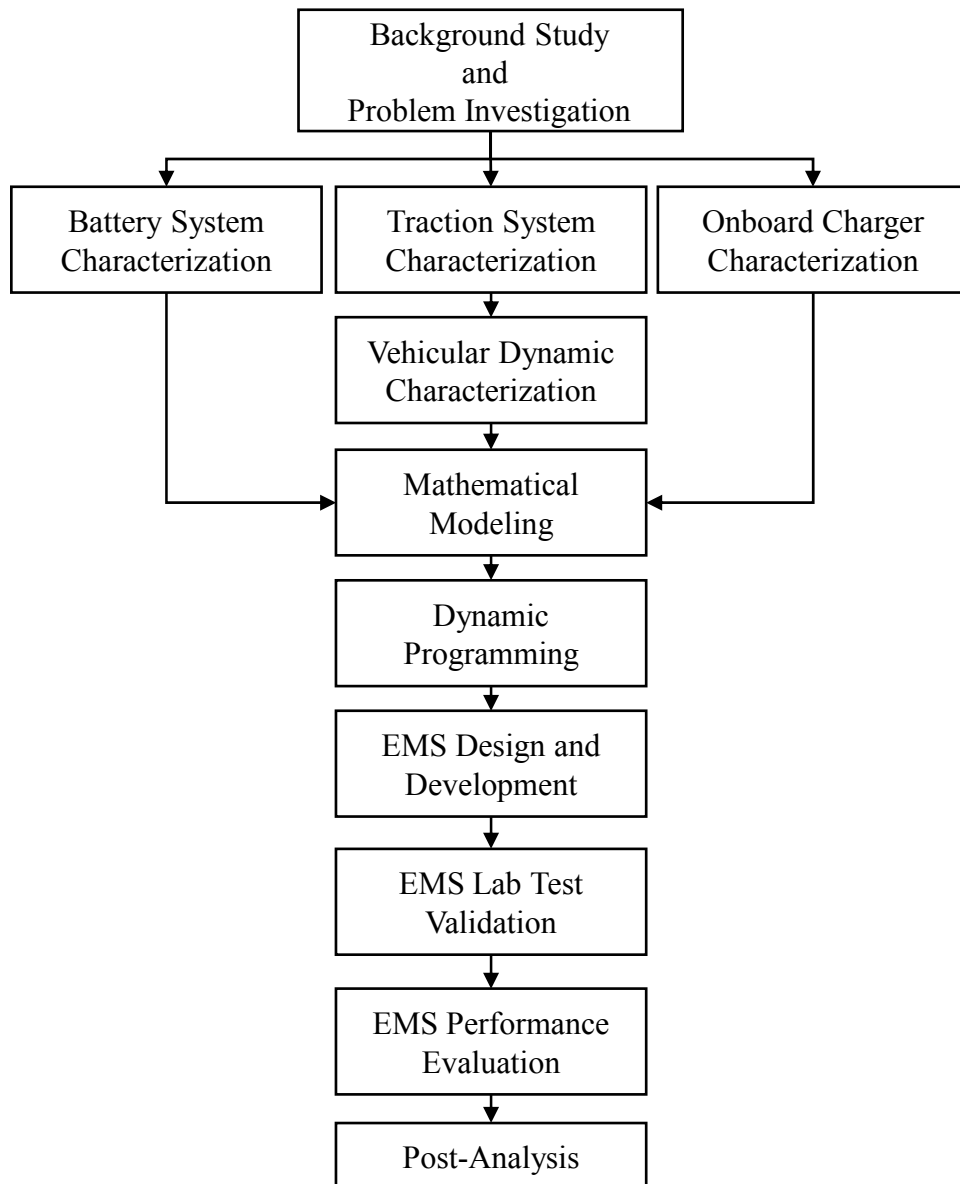 Background Study
and
Problem Investigation
Battery System
Characterization
Traction System
Characterization
Onboard Charger
Characterization
Vehicular Dynamic
Characterization
Mathematical
Modeling
Dynamic
Programming
EMS Design and
Development
EMS Lab Test
Validation
EMS Performance
Evaluation
Post-Analysis